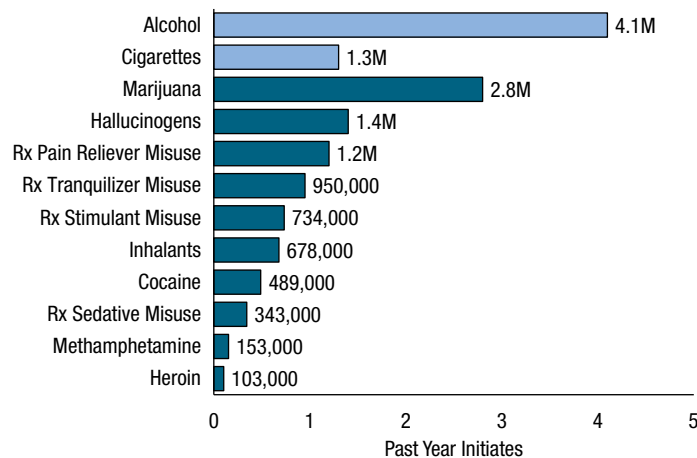 Alcohol 4.1M
Cigarettes 1.3M
Marijuana 2.8M
Hallucinogens 1.4M
Rx Pain Reliever Misuse 1.2M
Rx Tranquilizer Misuse 950,000
Rx Stimulant Misuse 734,000
Inhalants 678,000
Cocaine 489,000
Rx Sedative Misuse 343,000
Methamphetamine 153,000
Heroin 103,000
0 1 2 3 4 5
Past Year Initiates